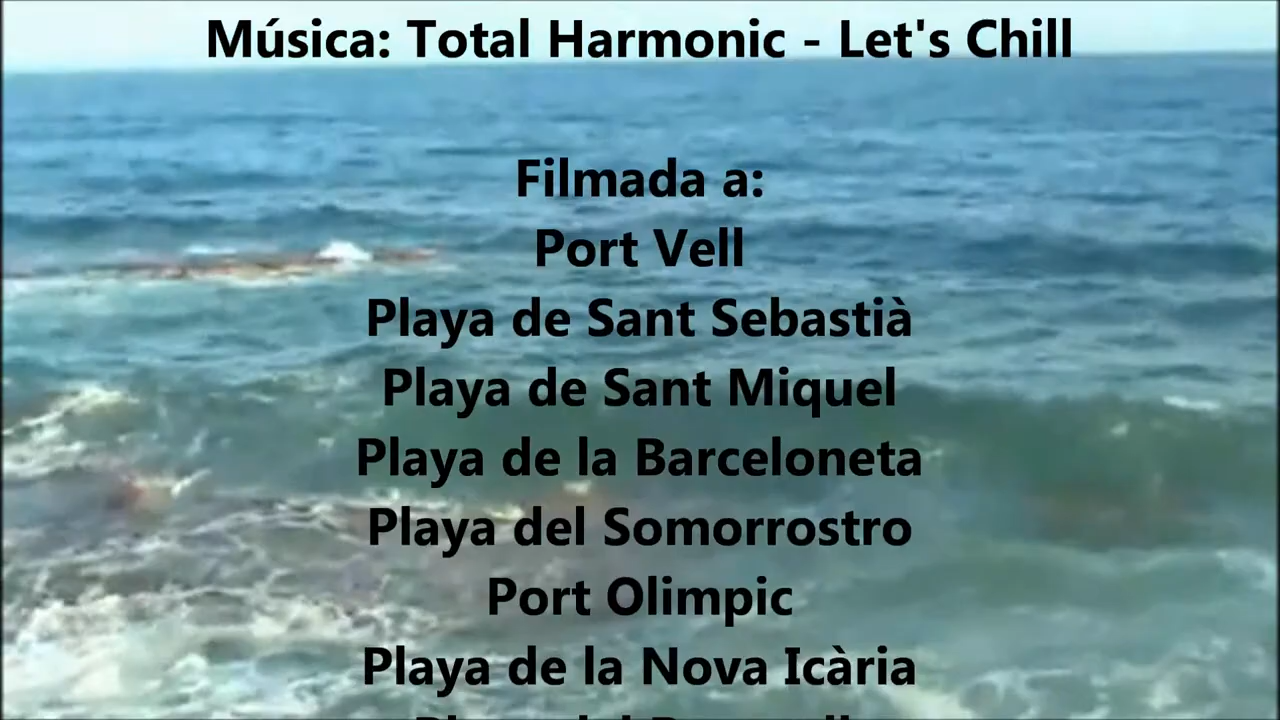 Música: Total Harmonic - Let's Chill
Filmada a:
Port Vell
Playa de Sant Sebastià
Playa de Sant Miquel
Playa de la Barceloneta
Playa del Somorrostro
Port Olimpic
Playa de la Nova Icària